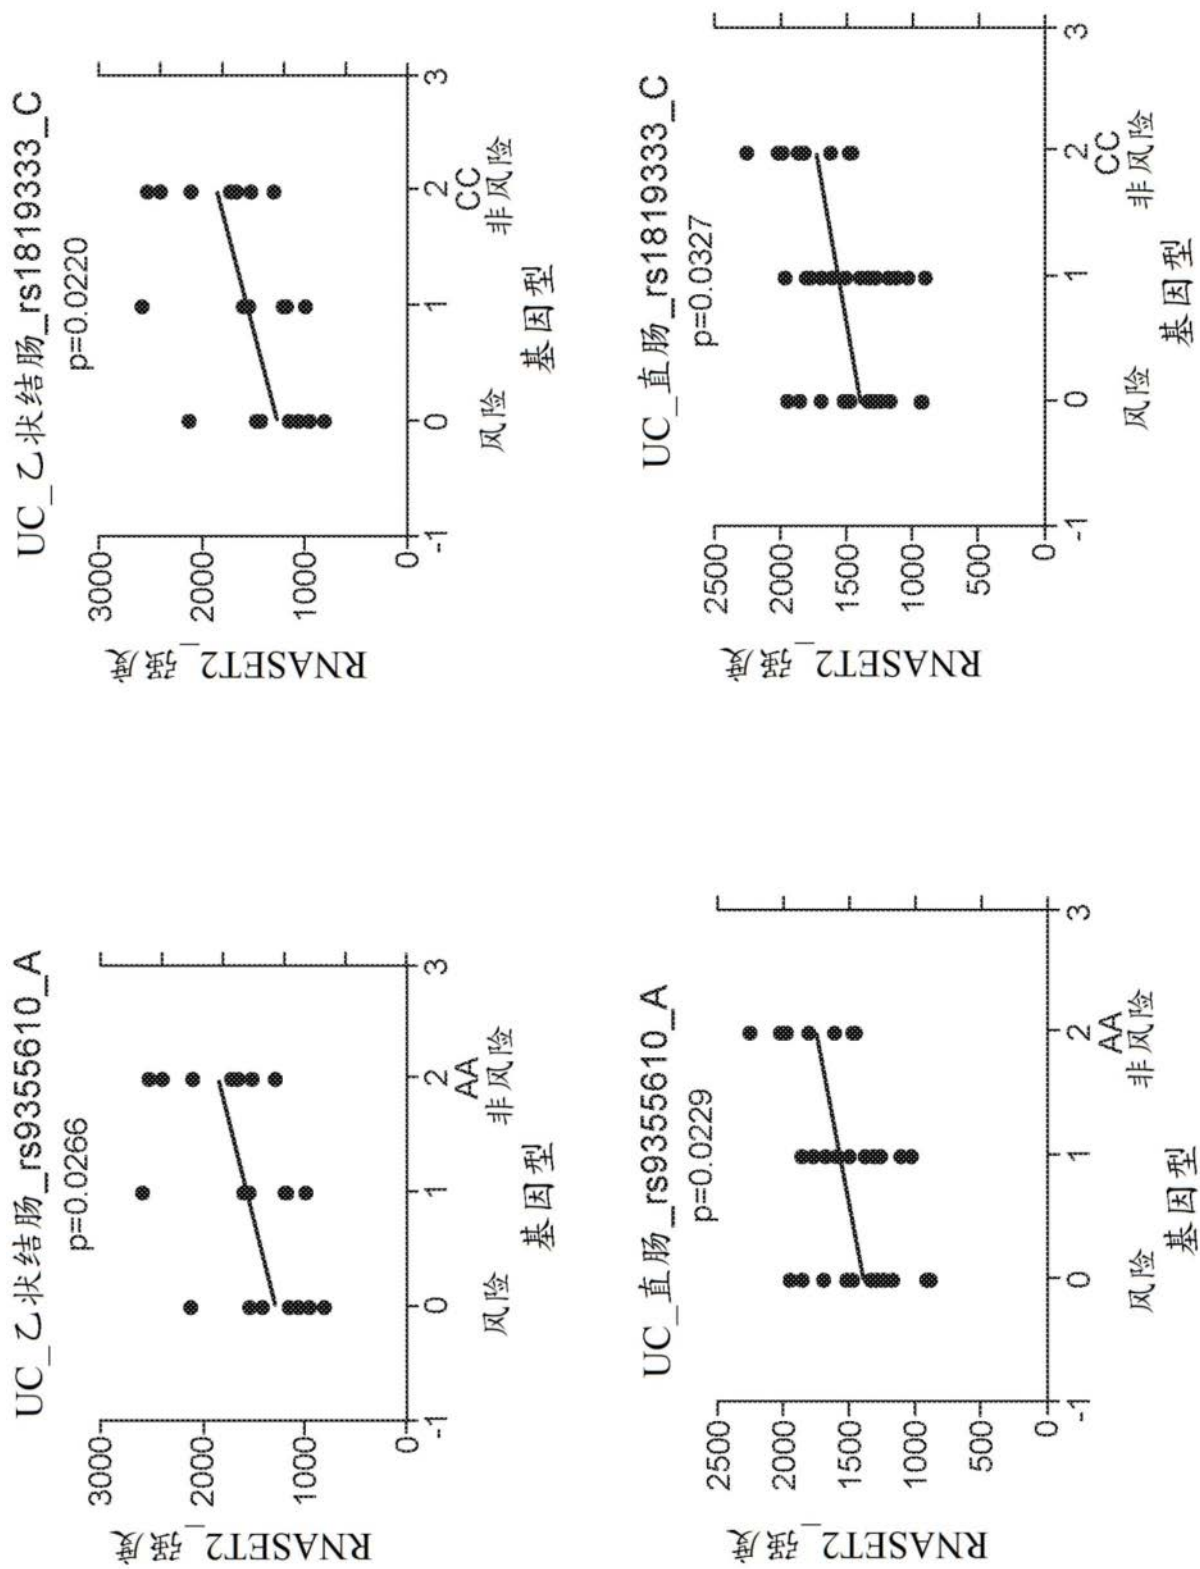 UC_乙状结肠_rs9355610_A
p=0.0266
RNASET2_强度
3000
2000
1000
0
-1
0
1
2
3
风险
AA
非风险
基因型
UC_乙状结肠_rs1819333_C
p=0.0220
RNASET2_强度
3000
2000
1000
0
-1
0
1
2
3
风险
CC
非风险
基因型
UC_直肠_rs9355610_A
p=0.0229
RNASET2_强度
2500
2000
1500
1000
500
0
-1
0
1
2
3
风险
AA
非风险
基因型
UC_直肠_rs1819333_C
p=0.0327
RNASET2_强度
2500
2000
1500
1000
500
0
-1
0
1
2
3
风险
CC
非风险
基因型